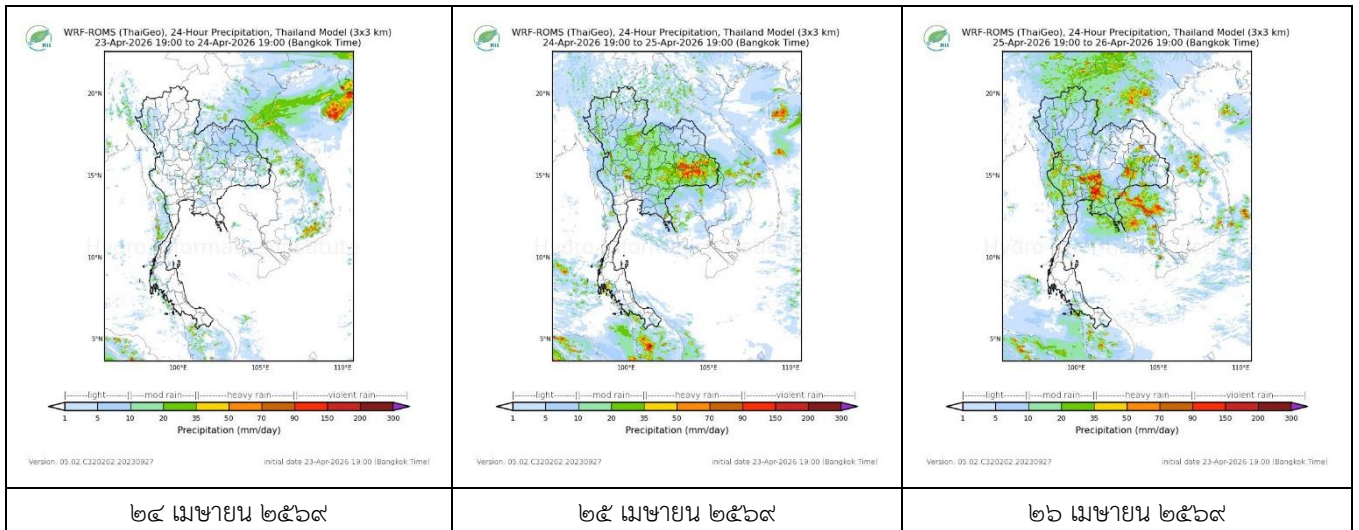 WRF-ROMS (ThaiGeo), 24-Hour Precipitation, Thailand Model (3x3 km)
23-Apr-2026 19:00 to 24-Apr-2026 19:00 (Bangkok Time)
HII
20°N
15°N
10°N
5°N
100°E 105°E 110°E
Hydro Informatics Institute
light mod rain heavy rain violent rain
1 5 10 20 35 50 70 90 150 200 300
Precipitation (mm/day)
Version: 05.02.C320202.20230927 initial date 23-Apr-2026 19:00 (Bangkok Time)
๒๔ เมษายน ๒๕๖๙
WRF-ROMS (ThaiGeo), 24-Hour Precipitation, Thailand Model (3x3 km)
24-Apr-2026 19:00 to 25-Apr-2026 19:00 (Bangkok Time)
HII
20°N
15°N
10°N
5°N
100°E 105°E 110°E
Hydro Informatics Institute
light mod rain heavy rain violent rain
1 5 10 20 35 50 70 90 150 200 300
Precipitation (mm/day)
Version: 05.02.C320202.20230927 initial date 23-Apr-2026 19:00 (Bangkok Time)
๒๕ เมษายน ๒๕๖๙
WRF-ROMS (ThaiGeo), 24-Hour Precipitation, Thailand Model (3x3 km)
25-Apr-2026 19:00 to 26-Apr-2026 19:00 (Bangkok Time)
HII
20°N
15°N
10°N
5°N
100°E 105°E 110°E
Hydro Informatics Institute
light mod rain heavy rain violent rain
1 5 10 20 35 50 70 90 150 200 300
Precipitation (mm/day)
Version: 05.02.C320202.20230927 initial date 23-Apr-2026 19:00 (Bangkok Time)
๒๖ เมษายน ๒๕๖๙